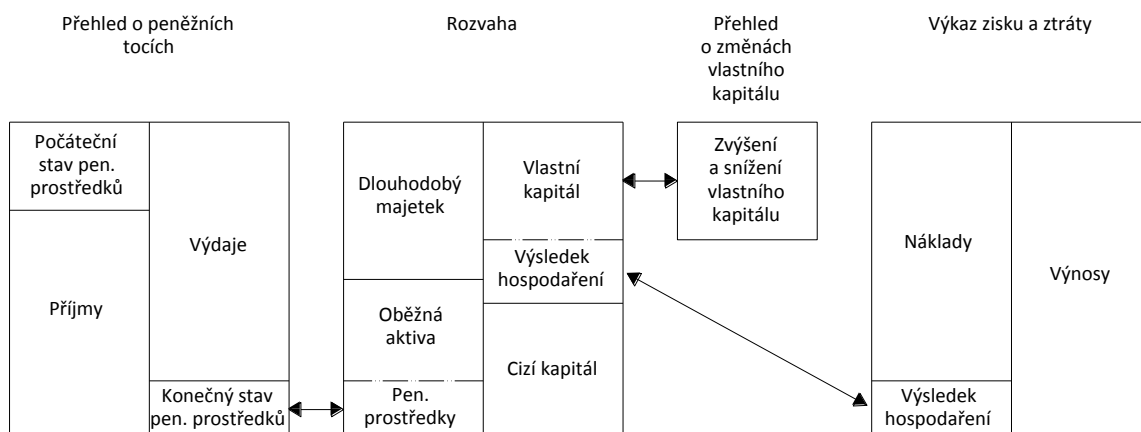 Přehled o peněžních
tocích
Rozvaha
Přehled
o změnách
vlastního
kapitálu
Výkaz zisku a ztráty
Počáteční
stav pen.
prostředků
Příjmy
Výdaje
Konečný stav
pen. prostředků
Dlouhodobý
majetek
Oběžná
aktiva
Pen.
prostředky
Vlastní
kapitál
Výsledek
hospodaření
Cizí kapitál
Zvýšení
a snížení
vlastního
kapitálu
Náklady
Výsledek
hospodaření
Výnosy